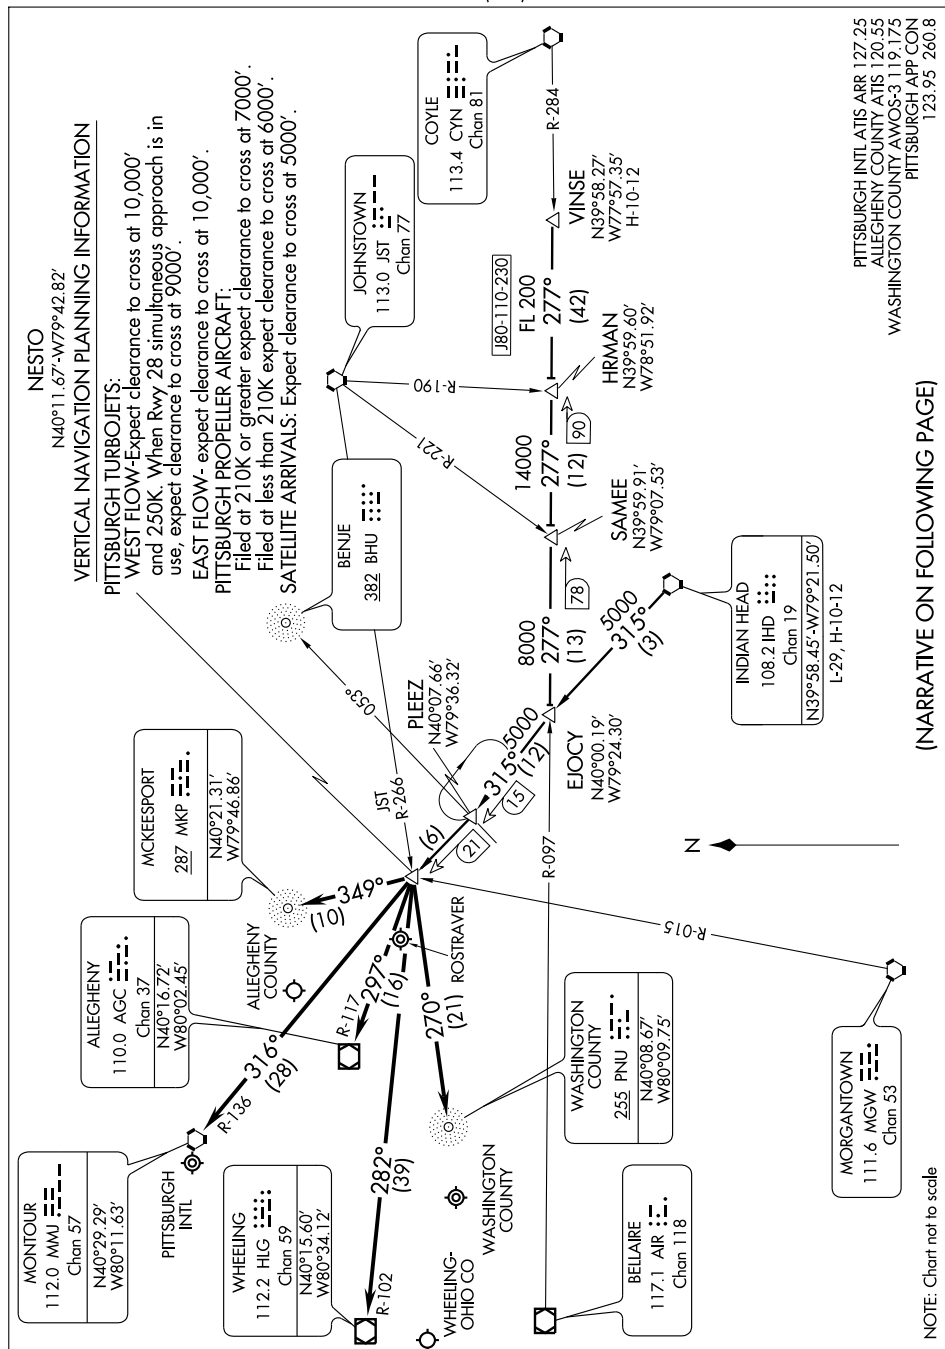 NESTO
N40°11.67'-W79°42.82'
VERTICAL NAVIGATION PLANNING INFORMATION
PITTSBURGH TURBOJETS:
WEST FLOW-Expect clearance to cross at 10,000'
and 250K. When Rwy 28 simultaneous approach is in
use, expect clearance to cross at 9000'.
EAST FLOW- expect clearance to cross at 10,000'.
PITTSBURGH PROPELLER AIRCRAFT:
Filed at 210K or greater expect clearance to cross at 7000'.
Filed at less than 210K expect clearance to cross at 6000'.
SATELLITE ARRIVALS: Expect clearance to cross at 5000'.
MONTOUR
112.0 MMJ
Chan 57
N40°29.29'
W80°11.63'
PITTSBURGH
INTL
R-136
316°
(28)
ALLEGHENY
110.0 AGC
Chan 37
N40°16.72'
W80°02.45'
ALLEGHENY
COUNTY
MCKEESPORT
287 MKP
N40°21.31'
W79°46.86'
349°
(10)
BENJE
382 BHU
053°
JOHNSTOWN
113.0 JST
Chan 77
COYLE
113.4 CYN
Chan 81
WHEELING
112.2 HLG
Chan 59
N40°15.60'
W80°34.12'
R-102
282°
(39)
R-117
297°
(16)
ROSTRAVER
270°
(21)
JST
R-266
(6)
21
PLEEZ
N40°07.66'
W79°36.32'
315°
5000
(12)
15
R-221
R-190
R-284
WHEELING-
OHIO CO
WASHINGTON
COUNTY
WASHINGTON
COUNTY
255 PNU
N40°08.67'
W80°09.75'
BELLAIRE
117.1 AIR
Chan 118
R-097
EJOCY
N40°00.19'
W79°24.30'
8000
277°
(13)
78
SAMEE
N39°59.91'
W79°07.53'
14000
277°
(12)
90
HRMAN
N39°59.60'
W78°51.92'
J80-110-230
FL 200
277°
(42)
VINSE
N39°58.27'
W77°57.35'
H-10-12
5000
315°
(3)
INDIAN HEAD
108.2 IHD
Chan 19
N39°58.45'-W79°21.50'
L-29, H-10-12
N
R-015
MORGANTOWN
111.6 MGW
Chan 53
PITTSBURGH INTL ATIS ARR 127.25
ALLEGHENY COUNTY ATIS 120.55
WASHINGTON COUNTY AWOS-3 119.175
PITTSBURGH APP CON
123.95 260.8
NOTE: Chart not to scale
(NARRATIVE ON FOLLOWING PAGE)